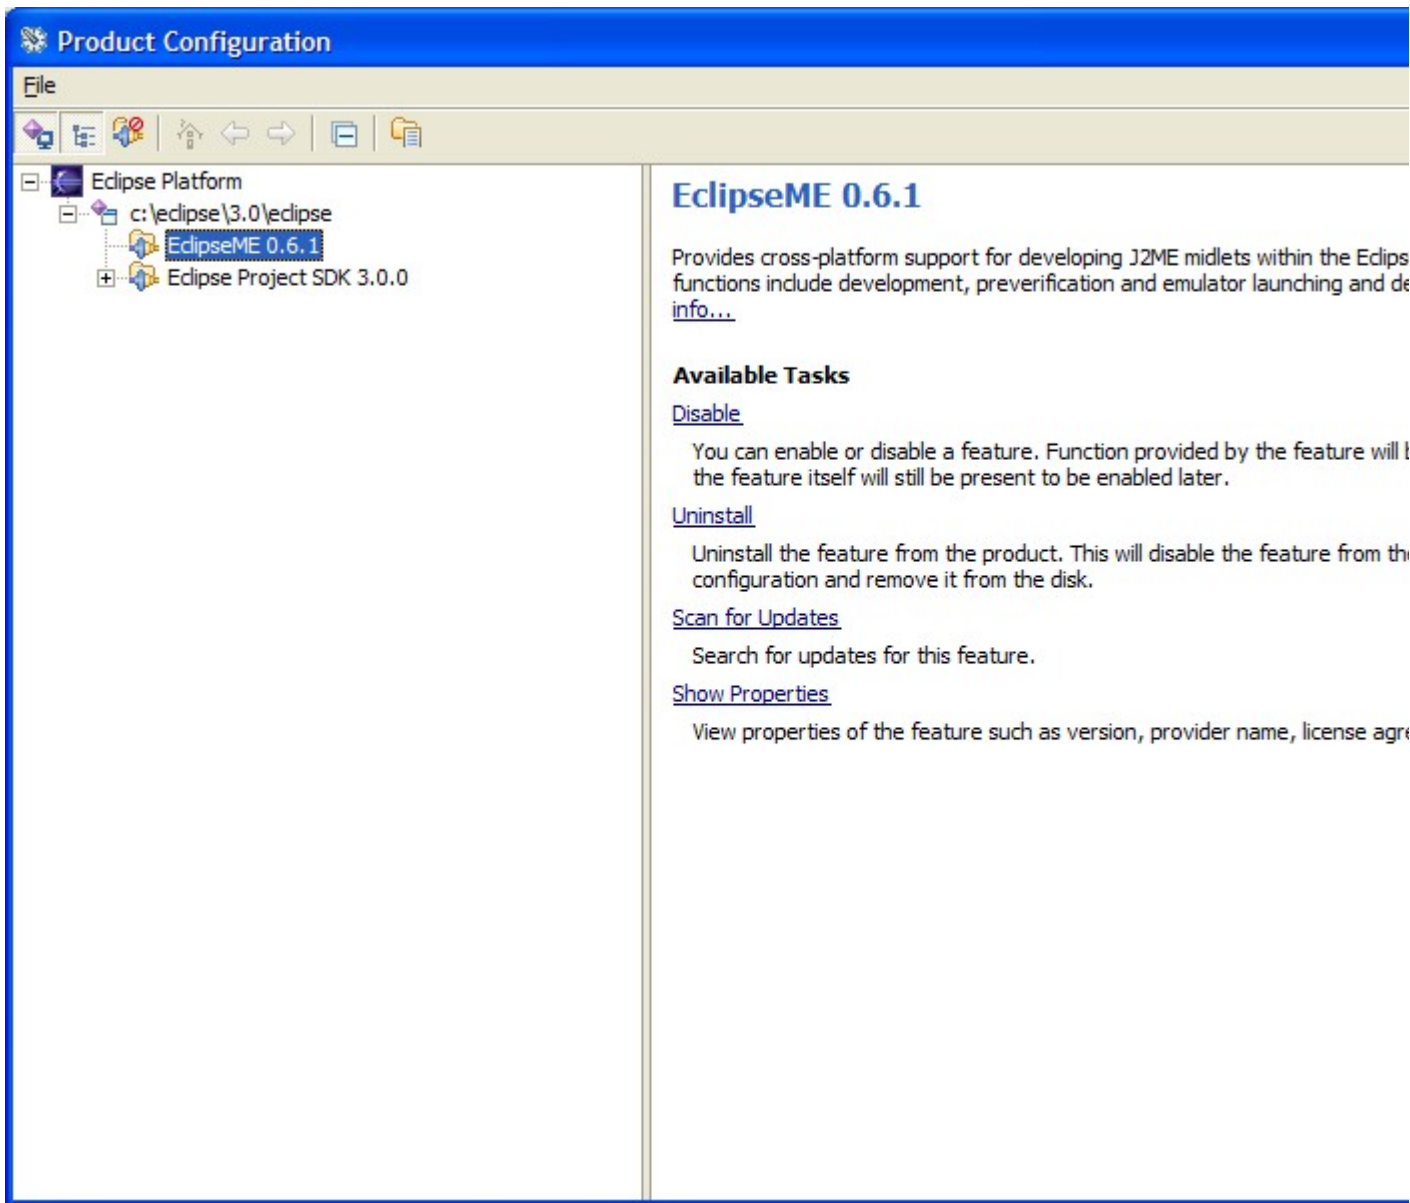 Product Configuration
File
Eclipse Platform
c:\eclipse\3.0\eclipse
EclipseME 0.6.1
Eclipse Project SDK 3.0.0
EclipseME 0.6.1
Provides cross-platform support for developing J2ME midlets within the Eclips
functions include development, preverification and emulator launching and de
info...
Available Tasks
Disable
You can enable or disable a feature. Function provided by the feature will
the feature itself will still be present to be enabled later.
Uninstall
Uninstall the feature from the product. This will disable the feature from the
configuration and remove it from the disk.
Scan for Updates
Search for updates for this feature.
Show Properties
View properties of the feature such as version, provider name, license agre